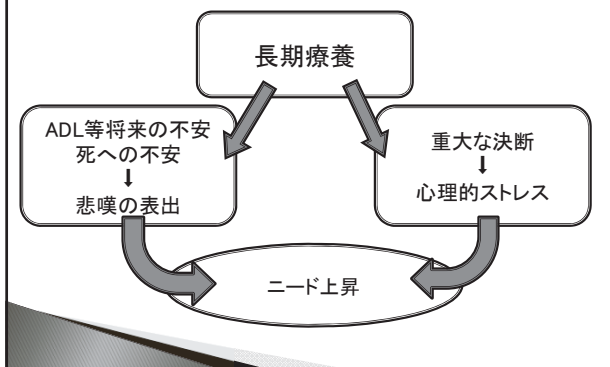 長期療養
ADL等将来の不安
死への不安
↓
悲嘆の表出
重大な決断
↓
心理的ストレス
ニード上昇